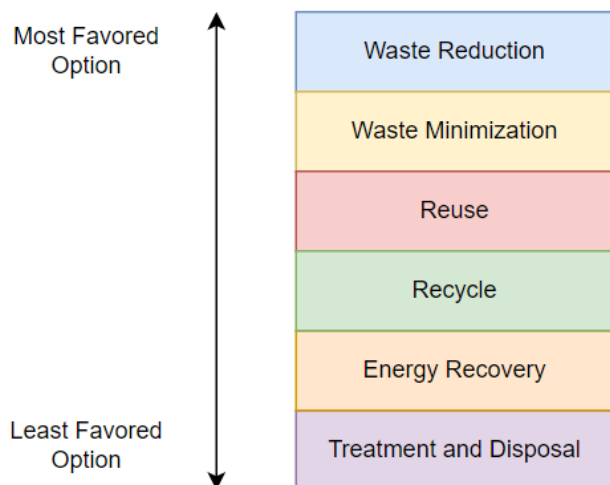 Most Favored
Option
Waste Reduction
Waste Minimization
Reuse
Recycle
Energy Recovery
Least Favored
Option
Treatment and Disposal